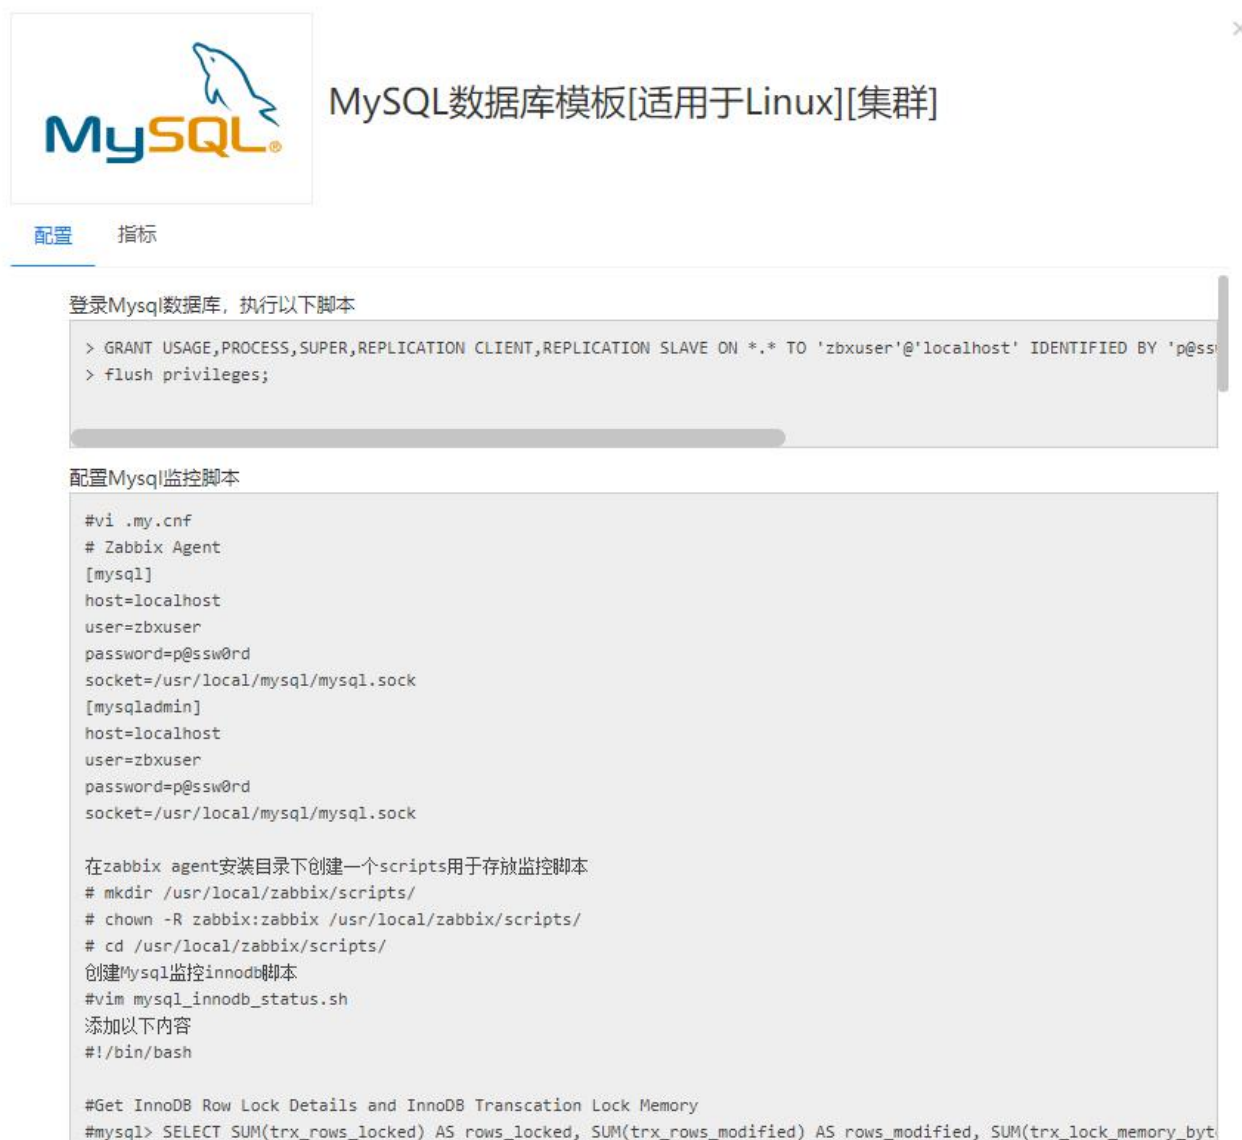 MySQL®
MySQL数据库模板[适用于Linux][集群]
配置 指标
登录Mysql数据库，执行以下脚本
> GRANT USAGE,PROCESS,SUPER,REPLICATION CLIENT,REPLICATION SLAVE ON *.* TO 'zbxuser'@'localhost' IDENTIFIED BY 'p@ss
> flush privileges;
配置Mysql监控脚本
#vi .my.cnf
# Zabbix Agent
[mysql]
host=localhost
user=zbxuser
password=p@ssw0rd
socket=/usr/local/mysql/mysql.sock
[mysqladmin]
host=localhost
user=zbxuser
password=p@ssw0rd
socket=/usr/local/mysql/mysql.sock
在zabbix agent安装目录下创建一个scripts用于存放监控脚本
# mkdir /usr/local/zabbix/scripts/
# chown -R zabbix:zabbix /usr/local/zabbix/scripts/
# cd /usr/local/zabbix/scripts/
创建Mysql监控innodb脚本
#vim mysql_innodb_status.sh
添加以下内容
#!/bin/bash
#Get InnoDB Row Lock Details and InnoDB Transcation Lock Memory
#mysql> SELECT SUM(trx_rows_locked) AS rows_locked, SUM(trx_rows_modified) AS rows_modified, SUM(trx_lock_memory_byt